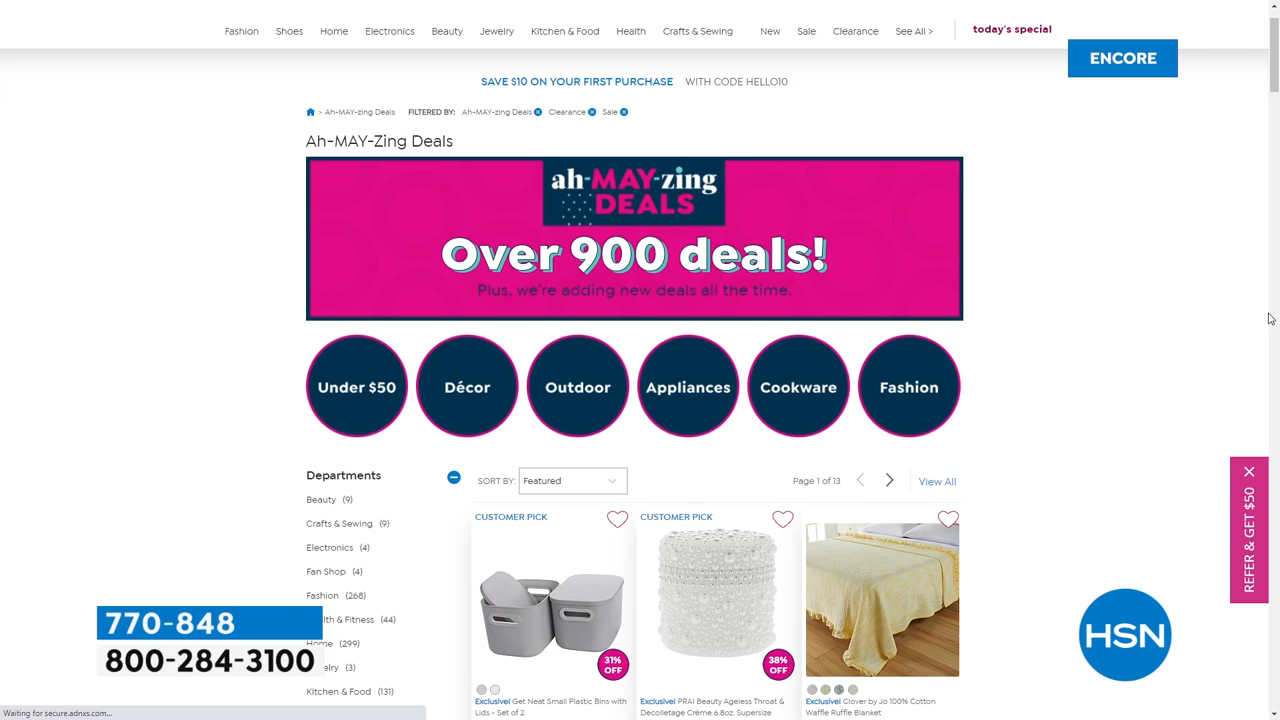 Fashion Shoes Home Electronics Beauty Jewelry Kitchen & Food Health Crafts & Sewing New Sale Clearance See All > today's special
ENCORE
SAVE $10 ON YOUR FIRST PURCHASE WITH CODE HELLO10
> Ah-MAY-zing Deals FILTERED BY: Ah-MAY-zing Deals Clearance Sale
Ah-MAY-Zing Deals
ah-MAY-zing
DEALS
Over 900 deals!
Plus, we're adding new deals all the time.
Under $50 Décor Outdoor Appliances Cookware Fashion
Departments
SORT BY: Featured Page 1 of 13 View All
Beauty (9)
Crafts & Sewing (9)
Electronics (4)
Fan Shop (4)
Fashion (268)
lth & Fitness (44)
Home (299)
elry (3)
Kitchen & Food (131)
CUSTOMER PICK
31%
OFF
Exclusive! Get Neat Small Plastic Bins with
Lids - Set of 2
CUSTOMER PICK
38%
OFF
Exclusive! PRAI Beauty Ageless Throat &
Decolletage Crème 6.8oz. Supersize
Exclusive! Clover by Jo 100% Cotton
Waffle Ruffle Blanket
REFER & GET $50
770-848
800-284-3100
HSN
Waiting for secure.adnxs.com...